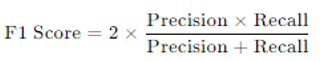 F1 Score = 2 × Precision × Recall / Precision + Recall